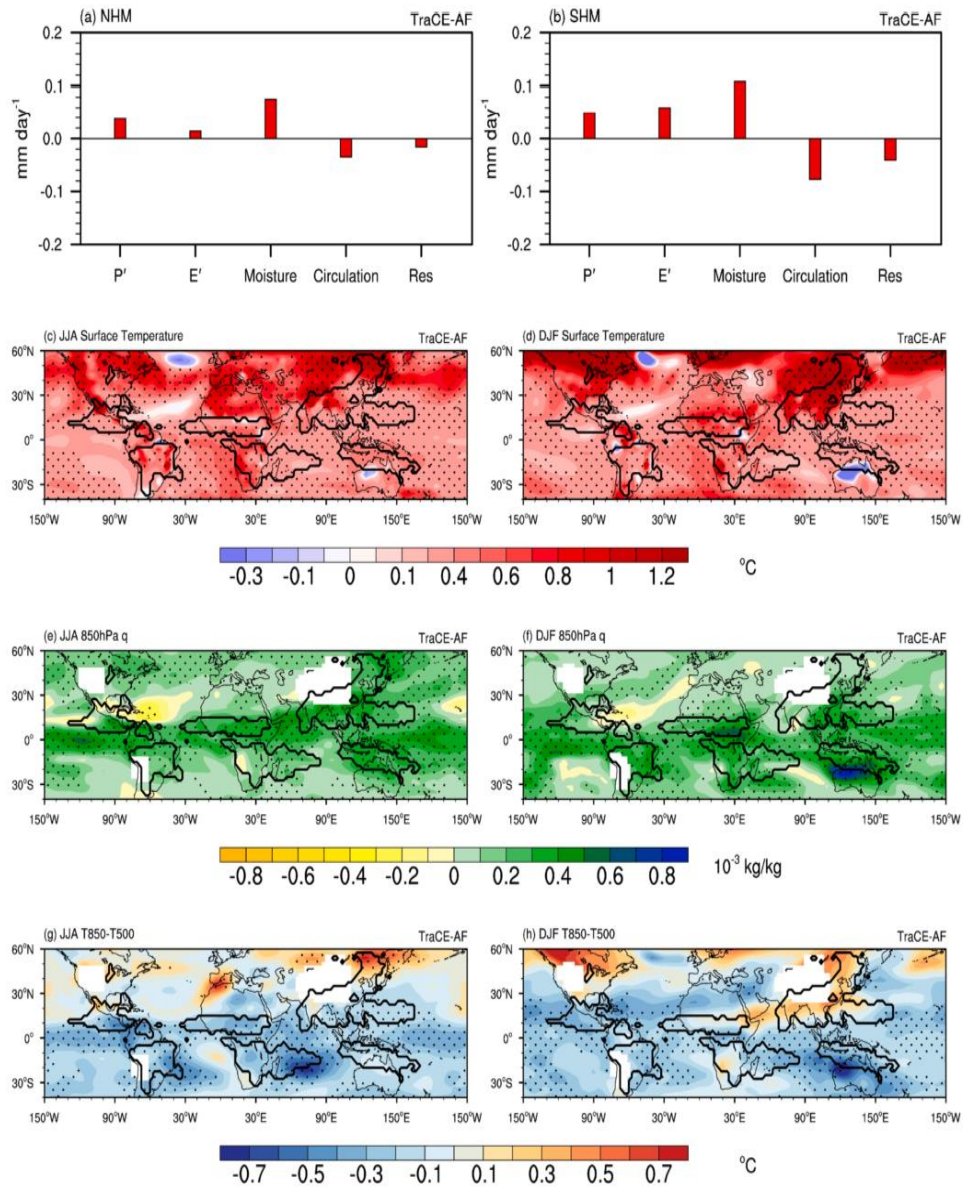 (a) NHM TraCE-AF (b) SHM TraCE-AF
0.2 0.2
0.1 0.1
mm day⁻¹ 0.0 mm day⁻¹ 0.0
-0.1 -0.1
-0.2 -0.2
P' E' Moisture Circulation Res P' E' Moisture Circulation Res
(c) JJA Surface Temperature TraCE-AF (d) DJF Surface Temperature TraCE-AF
60°N 60°N
30°N 30°N
0° 0°
30°S 30°S
150°W 90°W 30°W 30°E 90°E 150°E 150°W 150°W 90°W 30°W 30°E 90°E 150°E 150°W
-0.3 -0.1 0 0.1 0.4 0.6 0.8 1 1.2 °C
(e) JJA 850hPa q TraCE-AF (f) DJF 850hPa q TraCE-AF
60°N 60°N
30°N 30°N
0° 0°
30°S 30°S
150°W 90°W 30°W 30°E 90°E 150°E 150°W 150°W 90°W 30°W 30°E 90°E 150°E 150°W
-0.8 -0.6 -0.4 -0.2 0 0.2 0.4 0.6 0.8 10⁻³ kg/kg
(g) JJA T850-T500 TraCE-AF (h) DJF T850-T500 TraCE-AF
60°N 60°N
30°N 30°N
0° 0°
30°S 30°S
150°W 90°W 30°W 30°E 90°E 150°E 150°W 150°W 90°W 30°W 30°E 90°E 150°E 150°W
-0.7 -0.5 -0.3 -0.1 0.1 0.3 0.5 0.7 °C